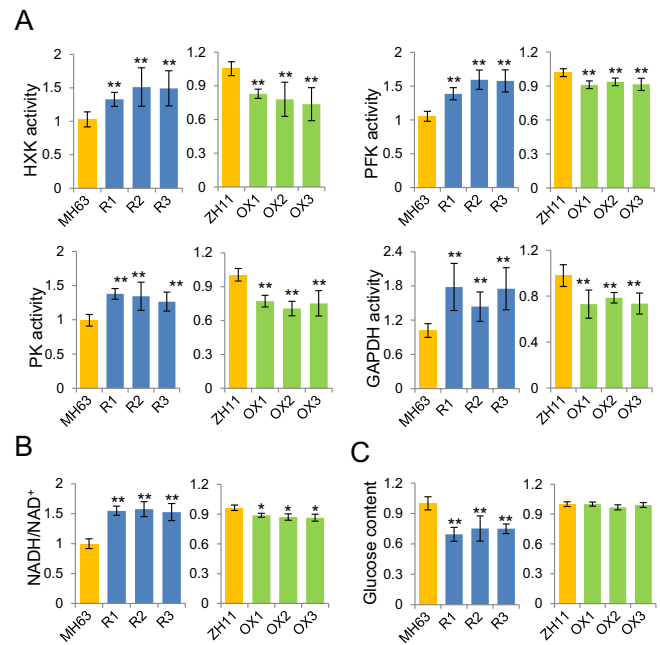 A
HXK activity
2
1.5
1
0.5
0
** ** **
MH63 R1 R2 R3
1.2
0.9
0.6
0.3
0
** ** **
ZH11 OX1 OX2 OX3
PFK activity
2
1.5
1
0.5
0
** ** **
MH63 R1 R2 R3
1.2
0.9
0.6
0.3
0
** ** **
ZH11 OX1 OX2 OX3
PK activity
2
1.5
1
0.5
0
** ** **
MH63 R1 R2 R3
1.2
0.9
0.6
0.3
0
** ** **
ZH11 OX1 OX2 OX3
GAPDH activity
2.4
1.8
1.2
0.6
0
** ** **
MH63 R1 R2 R3
1.2
0.8
0.4
0
** ** **
ZH11 OX1 OX2 OX3
B
NADH/NAD⁺
2
1.5
1
0.5
0
** ** **
MH63 R1 R2 R3
1.2
0.9
0.6
0.3
0
* * *
ZH11 OX1 OX2 OX3
C
Glucose content
1.2
0.9
0.6
0.3
0
** ** **
MH63 R1 R2 R3
1.2
0.9
0.6
0.3
0
ZH11 OX1 OX2 OX3